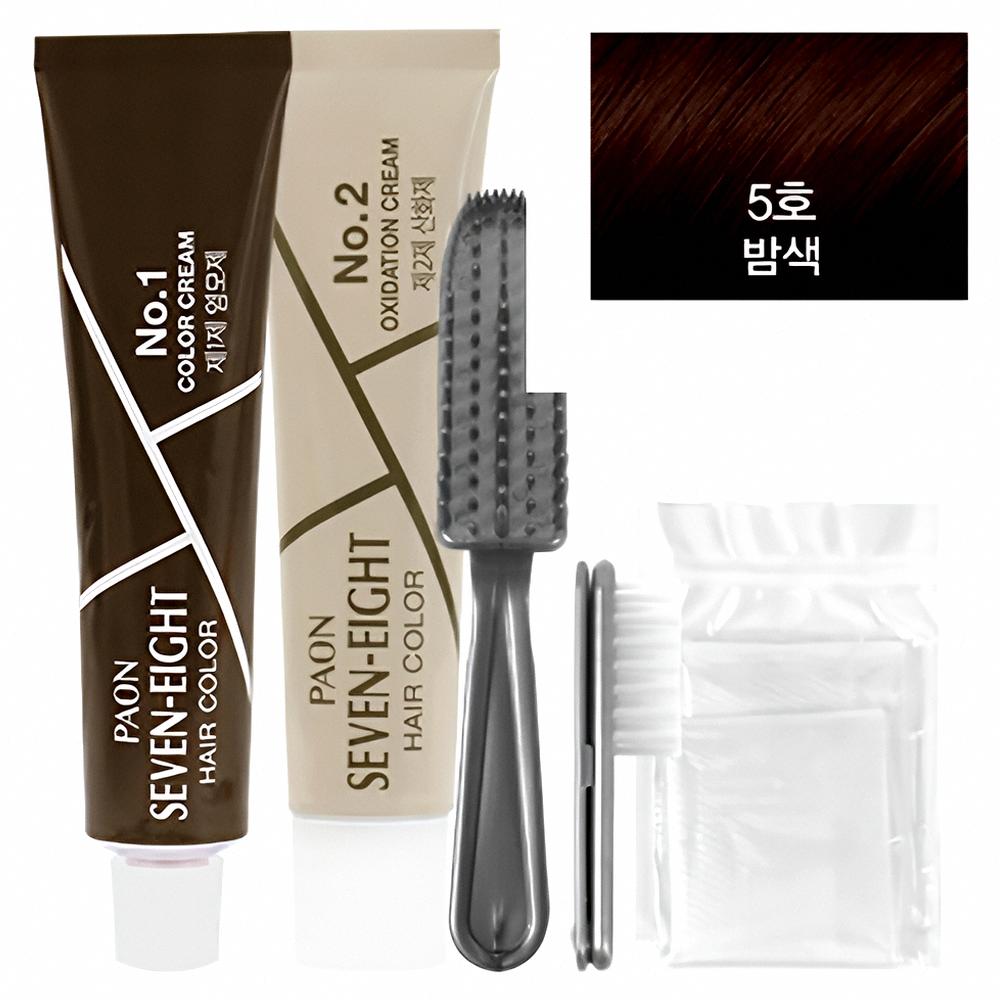 No.1
COLOR CREAM
제1제 염모제
PAON
SEVEN-EIGHT
HAIR COLOR
No.2
OXIDATION CREAM
제2제 산화제
PAON
SEVEN-EIGHT
HAIR COLOR
5호
밤색